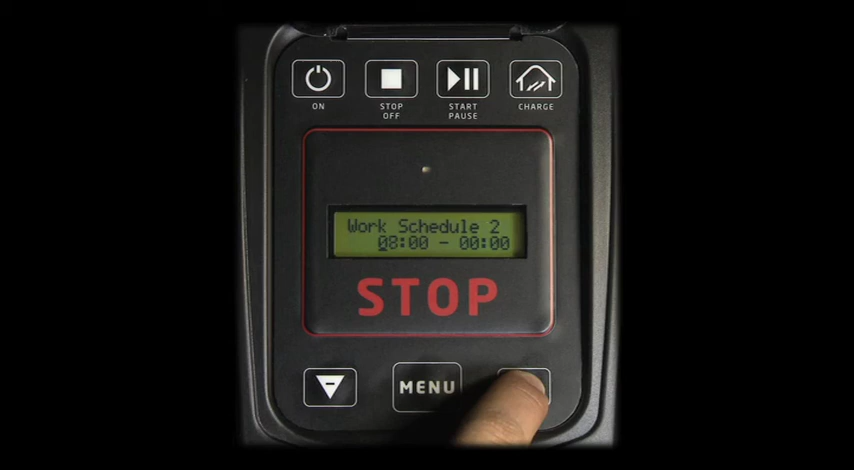 ON
STOP
OFF
START
PAUSE
CHARGE
Work Schedule 2
08:00 - 00:00
STOP
MENU